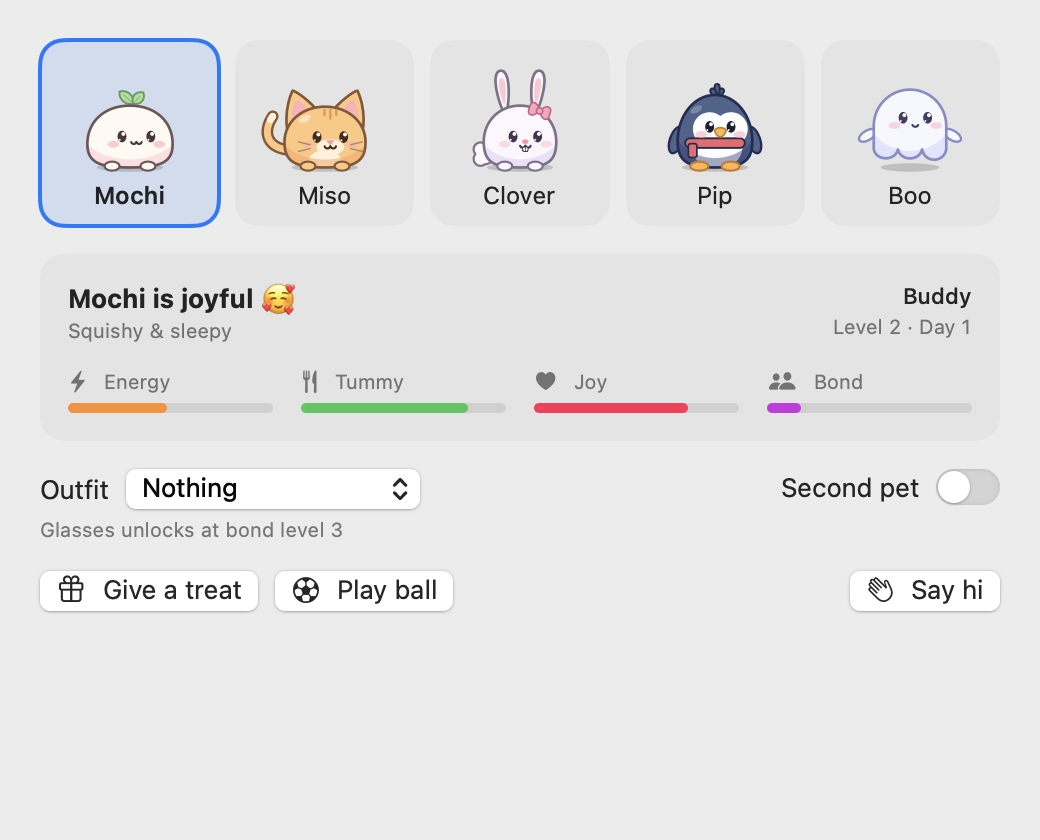 Mochi
Miso
Clover
Pip
Boo
Mochi is joyful 🥰
Buddy
Squishy & sleepy
Level 2 · Day 1
Energy
Tummy
Joy
Bond
Outfit
Nothing
Second pet
Glasses unlocks at bond level 3
Give a treat
Play ball
Say hi